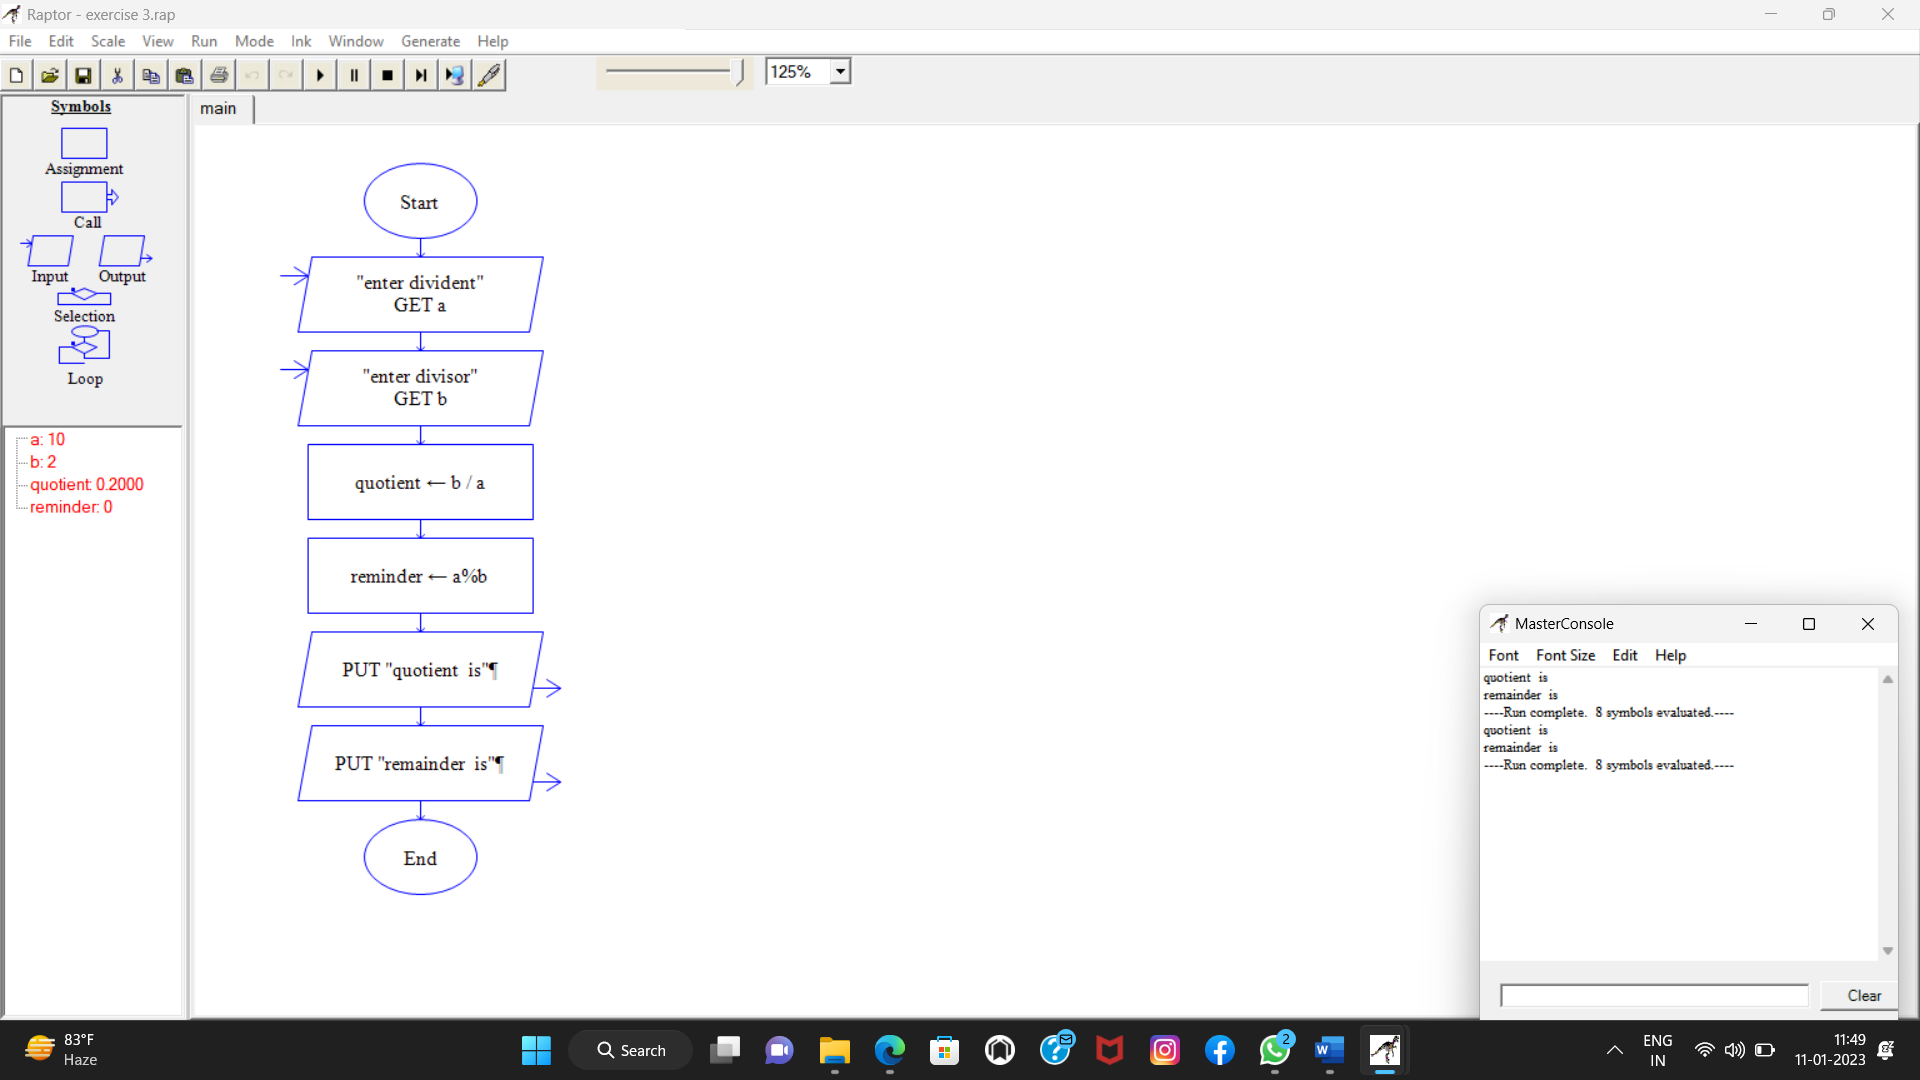 Raptor - exercise 3.rap
File Edit Scale View Run Mode Ink Window Generate Help
125%
Symbols
Assignment
Call
Input Output
Selection
Loop
a: 10
b: 2
quotient: 0.2000
reminder: 0
main
Start
"enter divident"
GET a
"enter divisor"
GET b
quotient ← b / a
reminder ← a%b
PUT "quotient  is"¶
PUT "remainder  is"¶
End
MasterConsole
Font Font Size Edit Help
quotient  is
remainder  is
----Run complete.  8 symbols evaluated.----
quotient  is
remainder  is
----Run complete.  8 symbols evaluated.----
Clear
83°F
Haze
Search
2
ENG
IN
11:49
11-01-2023